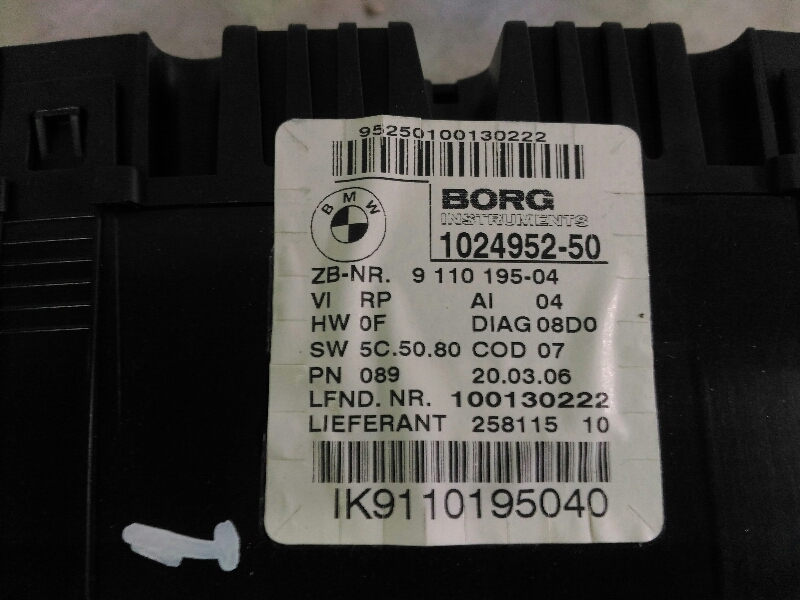 95250100130222
BMW
BORG
INSTRUMENTS
1024952-50
ZB-NR. 9 110 195-04
VI RP AI 04
HW 0F DIAG 08D0
SW 5C.50.80 COD 07
PN 089 20.03.06
LFND. NR. 100130222
LIEFERANT 258115 10
IK9110195040